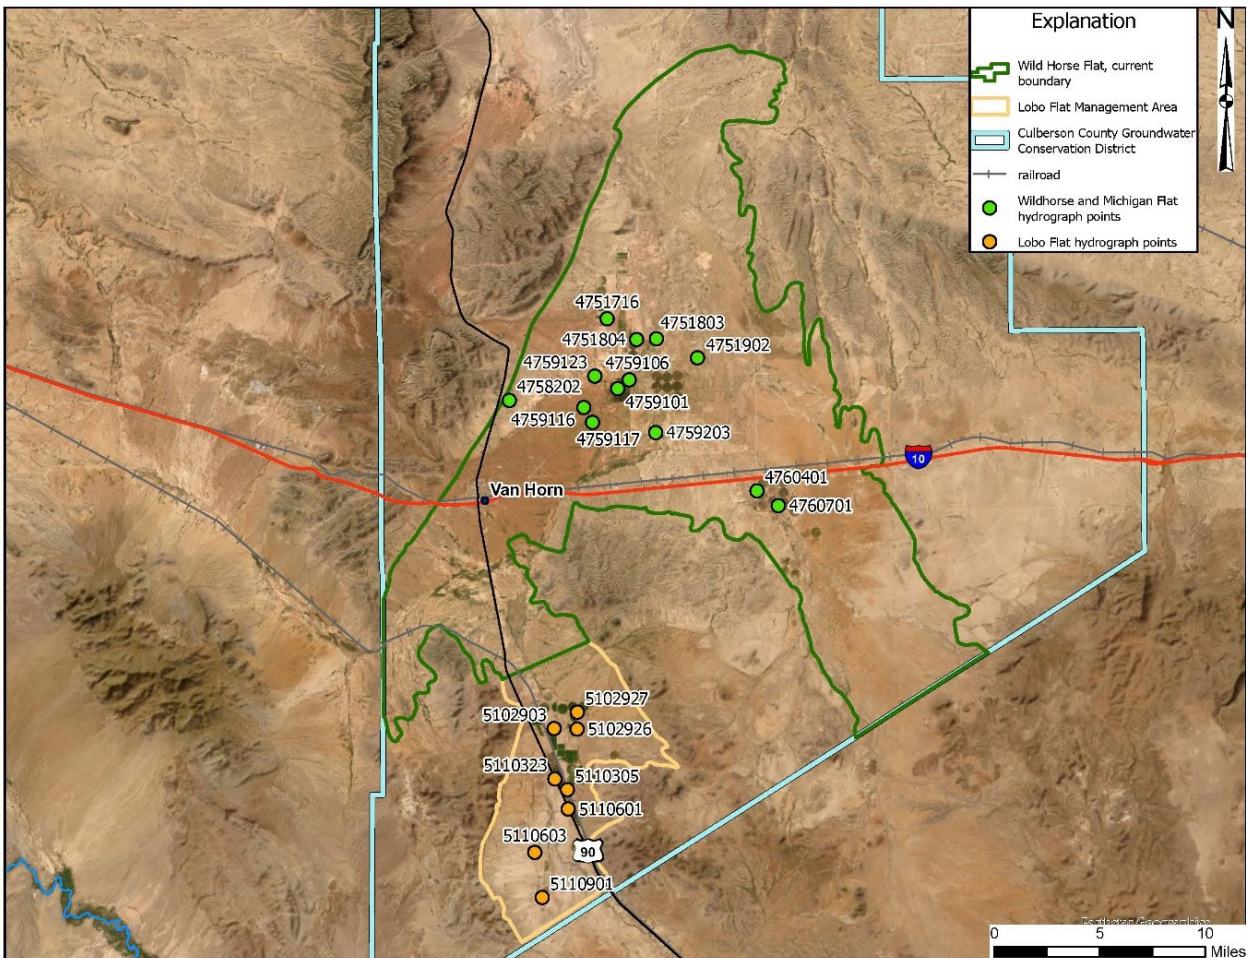 Explanation
N
Wild Horse Flat, current
boundary
Lobo Flat Management Area
Culberson County Groundwater
Conservation District
railroad
Wildhorse and Michigan Flat
hydrograph points
Lobo Flat hydrograph points
4751716
4751803
4751804
4751902
4759123
4759106
4758202
4759101
4759116
4759117
4759203
10
4760401
Van Horn
4760701
5102927
5102903
5102926
5110323
5110305
5110601
5110603
90
5110901
Earthstar Geographics
0 5 10
Miles